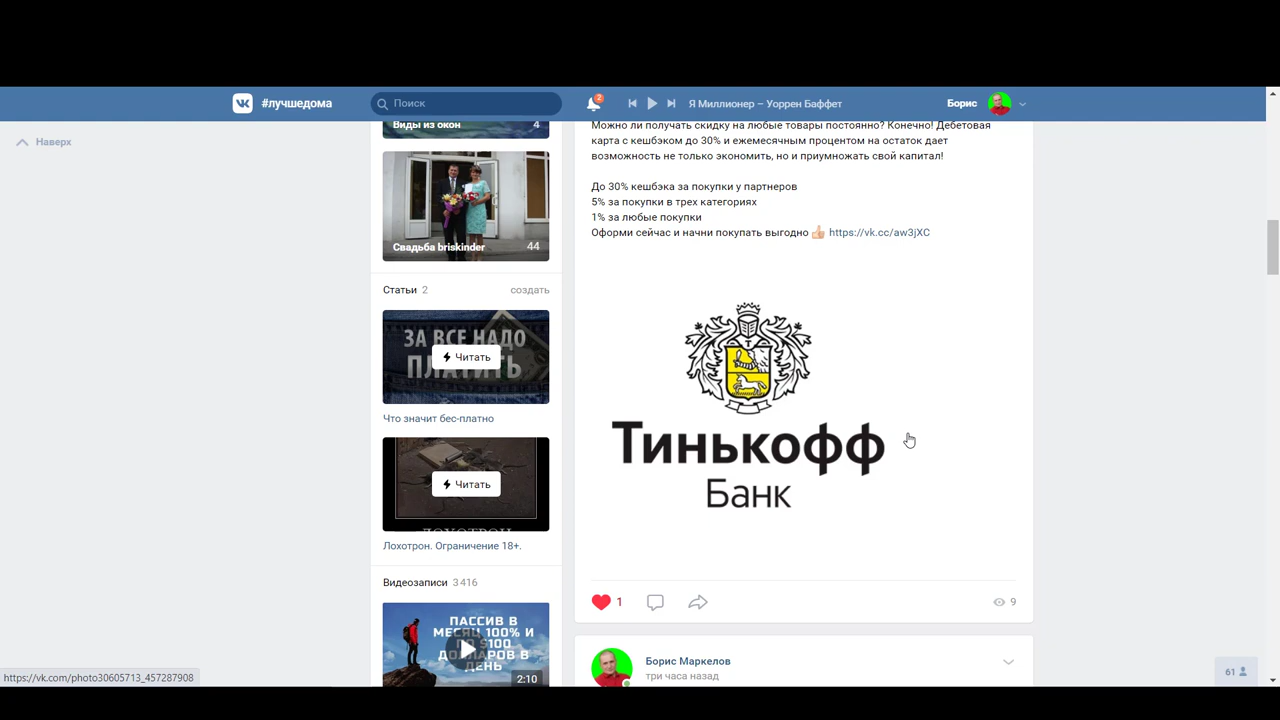 #лучшедома
Поиск
2
Я Миллионер – Уоррен Баффет
Борис
Наверх
Виды из окон 4
Свадьба briskinder 44
Статьи 2 создать
ЗА ВСЕ НАДО
ПЛАТИТЬ
Читать
Что значит бес-платно
Читать
ЛОХОТРОН
Лохотрон. Ограничение 18+.
Видеозаписи 3 416
ПАССИВ В
МЕСЯЦ 100% И
ПО $100
ДОЛЛАРОВ В
ДЕНЬ
2:10
Можно ли получать скидку на любые товары постоянно? Конечно! Дебетовая
карта с кешбэком до 30% и ежемесячным процентом на остаток дает
возможность не только экономить, но и приумножать свой капитал!
До 30% кешбэка за покупки у партнеров
5% за покупки в трех категориях
1% за любые покупки
Оформи сейчас и начни покупать выгодно 👍🏻 https://vk.cc/aw3jXC
Тинькофф
Банк
1
9
Борис Маркелов
три часа назад
61
https://vk.com/photo30605713_457287908